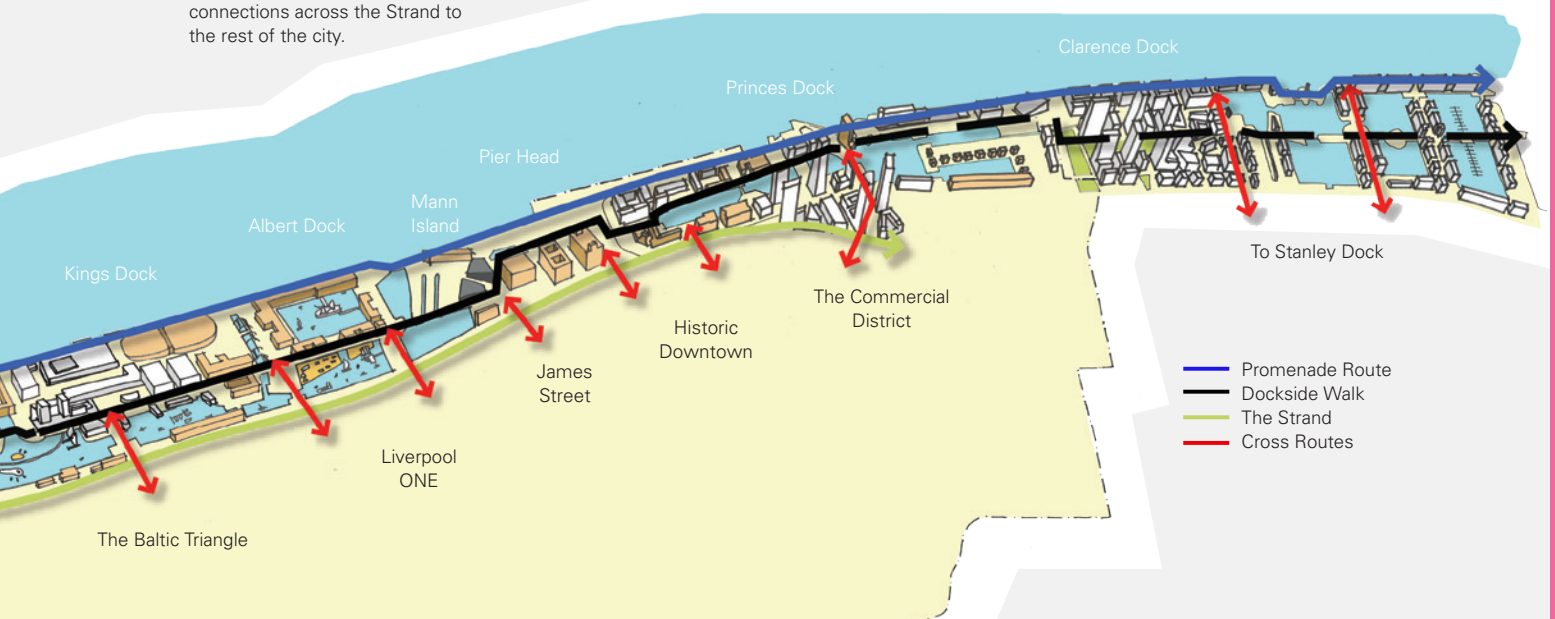 connections across the Strand to
the rest of the city.
Clarence Dock
Princes Dock
Pier Head
Mann
Island
Albert Dock
Kings Dock
To Stanley Dock
The Commercial
District
Historic
Downtown
James
Street
Liverpool
ONE
The Baltic Triangle
Promenade Route
Dockside Walk
The Strand
Cross Routes